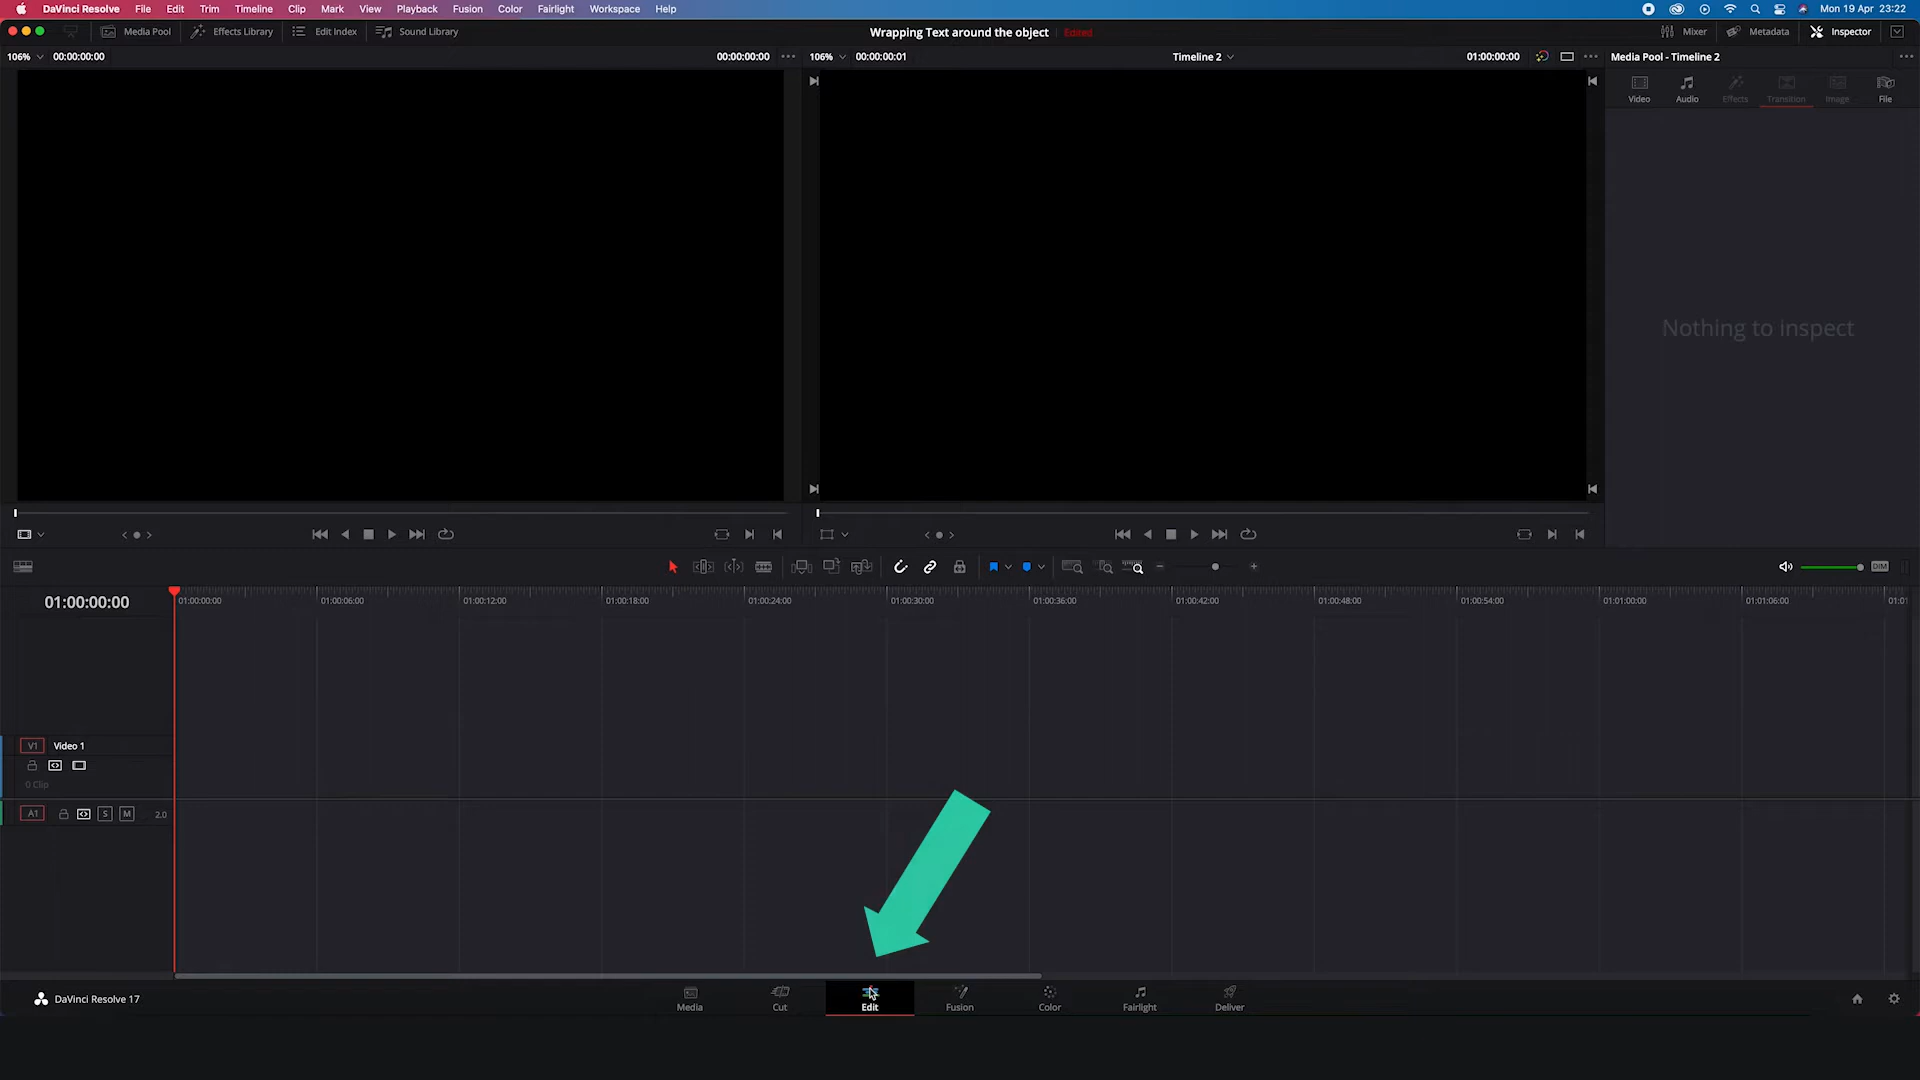 DaVinci Resolve File Edit Trim Timeline Clip Mark View Playback Fusion Color Fairlight Workspace Help Mon 19 Apr 23:22
Media Pool Effects Library Edit Index Sound Library Wrapping Text around the object Edited Mixer Metadata Inspector
106% 00:00:00:00 00:00:00:00 106% 00:00:00:01 Timeline 2 01:00:00:00 Media Pool - Timeline 2
Video Audio Effects Transition Image File
Nothing to inspect
DIM
01:00:00:00 01:00:00:00 01:00:06:00 01:00:12:00 01:00:18:00 01:00:24:00 01:00:30:00 01:00:36:00 01:00:42:00 01:00:48:00 01:00:54:00 01:01:00:00 01:01:06:00 01:01
V1 Video 1
0 Clip
A1 S M 2.0
DaVinci Resolve 17 Media Cut Edit Fusion Color Fairlight Deliver